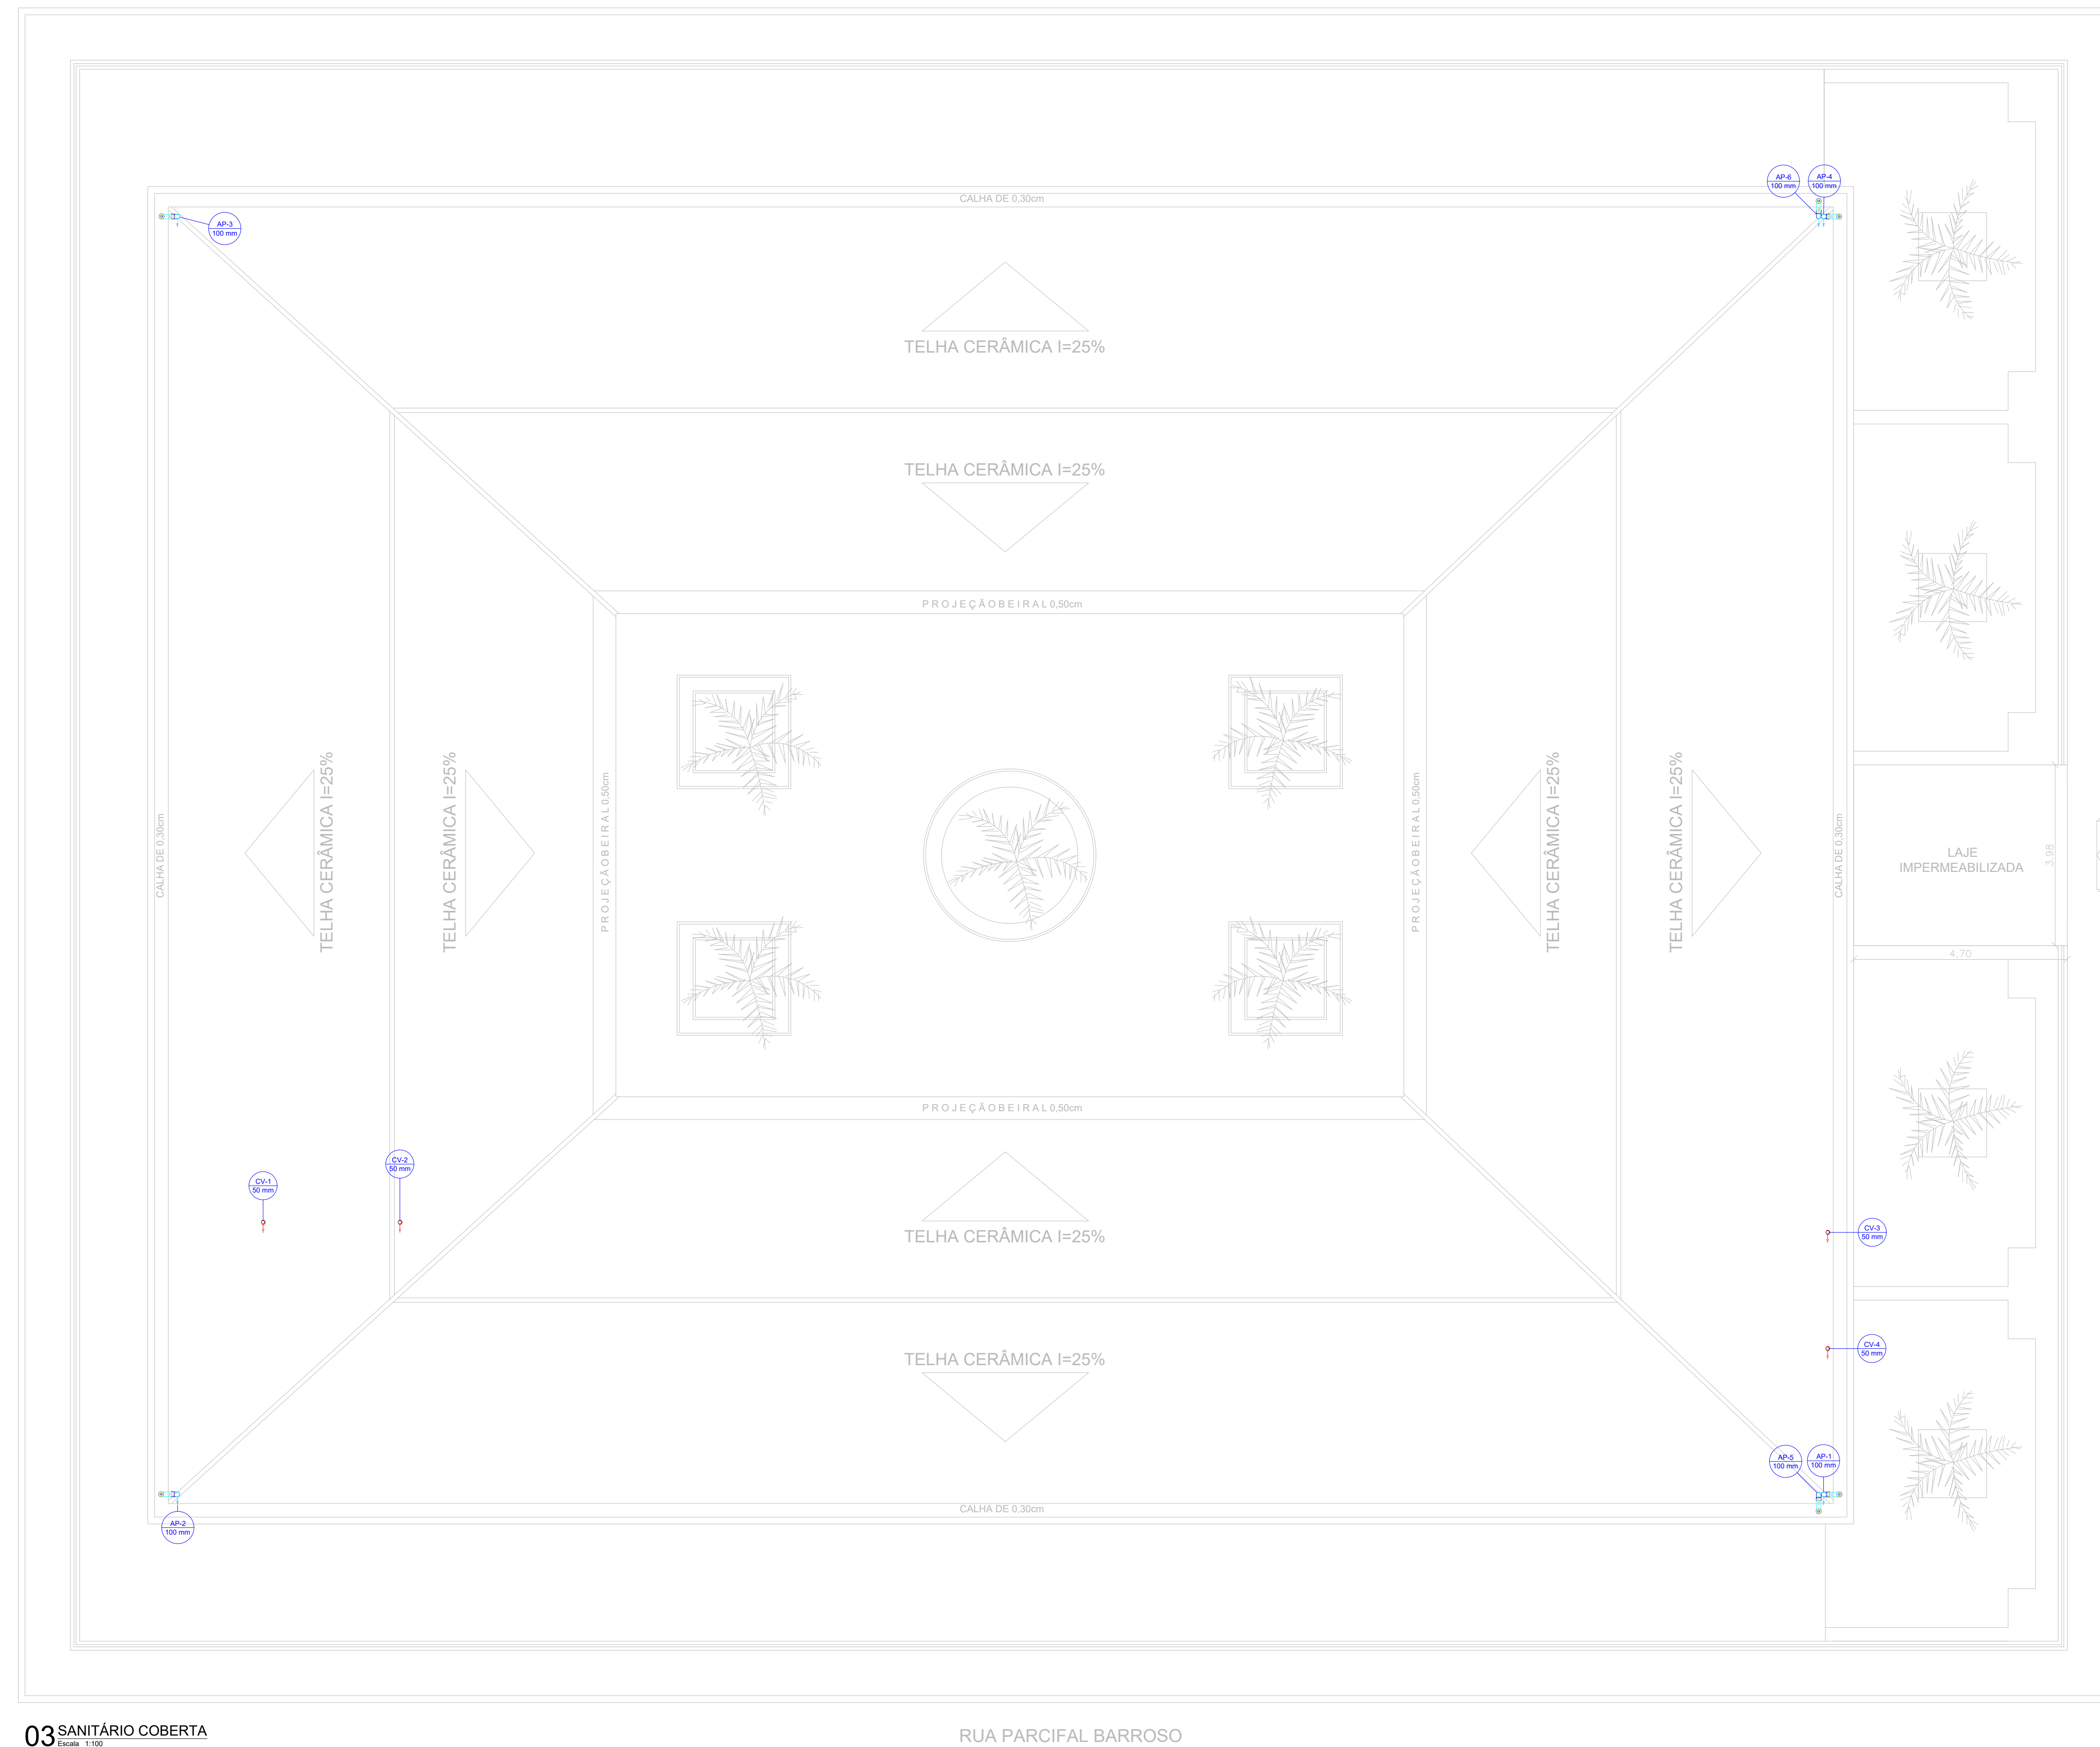 AP-6
100 mm
AP-4
100 mm
CALHA DE 0,30cm
AP-3
100 mm
TELHA CERÂMICA I=25%
TELHA CERÂMICA I=25%
P R O J E Ç Ã O B E I R A L 0,50cm
CALHA DE 0,30cm
TELHA CERÂMICA I=25%
TELHA CERÂMICA I=25%
P R O J E Ç Ã O B E I R A L 0,50cm
P R O J E Ç Ã O B E I R A L 0,50cm
TELHA CERÂMICA I=25%
TELHA CERÂMICA I=25%
CALHA DE 0,30cm
LAJE
IMPERMEABILIZADA
3.98
4.70
P R O J E Ç Ã O B E I R A L 0,50cm
CV-2
50 mm
CV-1
50 mm
TELHA CERÂMICA I=25%
CV-3
50 mm
TELHA CERÂMICA I=25%
CV-4
50 mm
AP-5
100 mm
AP-1
100 mm
CALHA DE 0,30cm
AP-2
100 mm
03 SANITÁRIO COBERTA
Escala 1:100
RUA PARCIFAL BARROSO